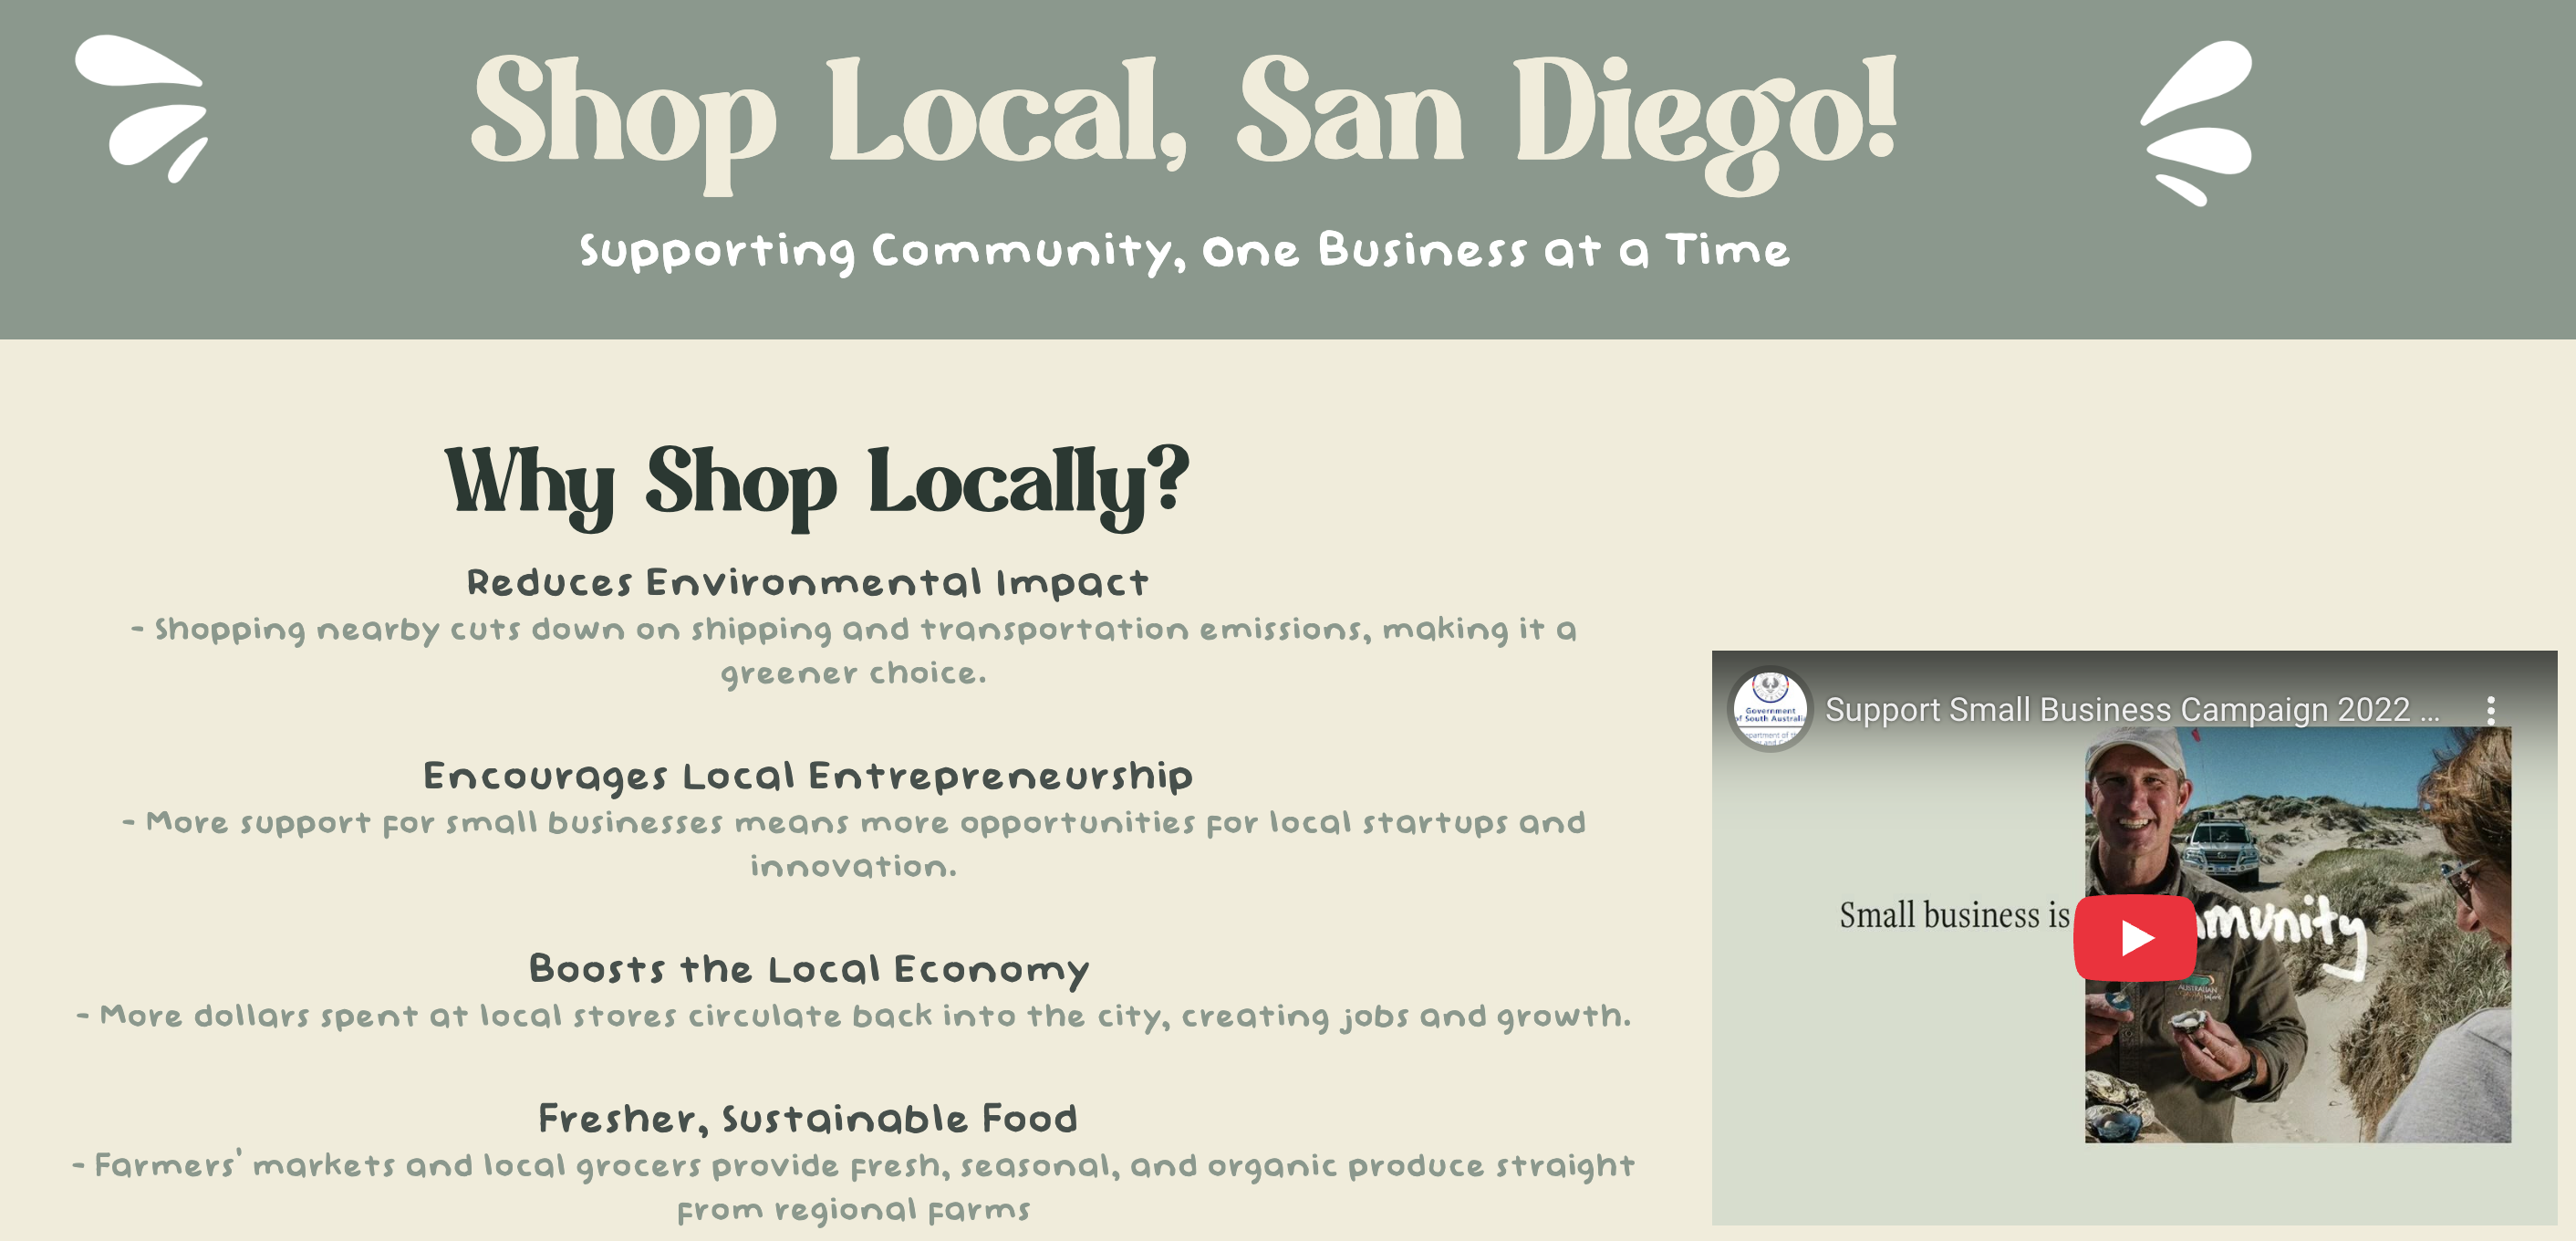 Shop Local, San Diego!
Supporting Community, One Business at a Time
Why Shop Locally?
Reduces Environmental Impact
- Shopping nearby cuts down on shipping and transportation emissions, making it a
greener choice.
Encourages Local Entrepreneurship
- More support for small businesses means more opportunities for local startups and
innovation.
Boosts the Local Economy
- More dollars spent at local stores circulate back into the city, creating jobs and growth.
Fresher, Sustainable Food
- Farmers' markets and local grocers provide fresh, seasonal, and organic produce straight
from regional farms
Government
of South Australia
Support Small Business Campaign 2022 ...
Small business is
munity
AUSTRALIAN